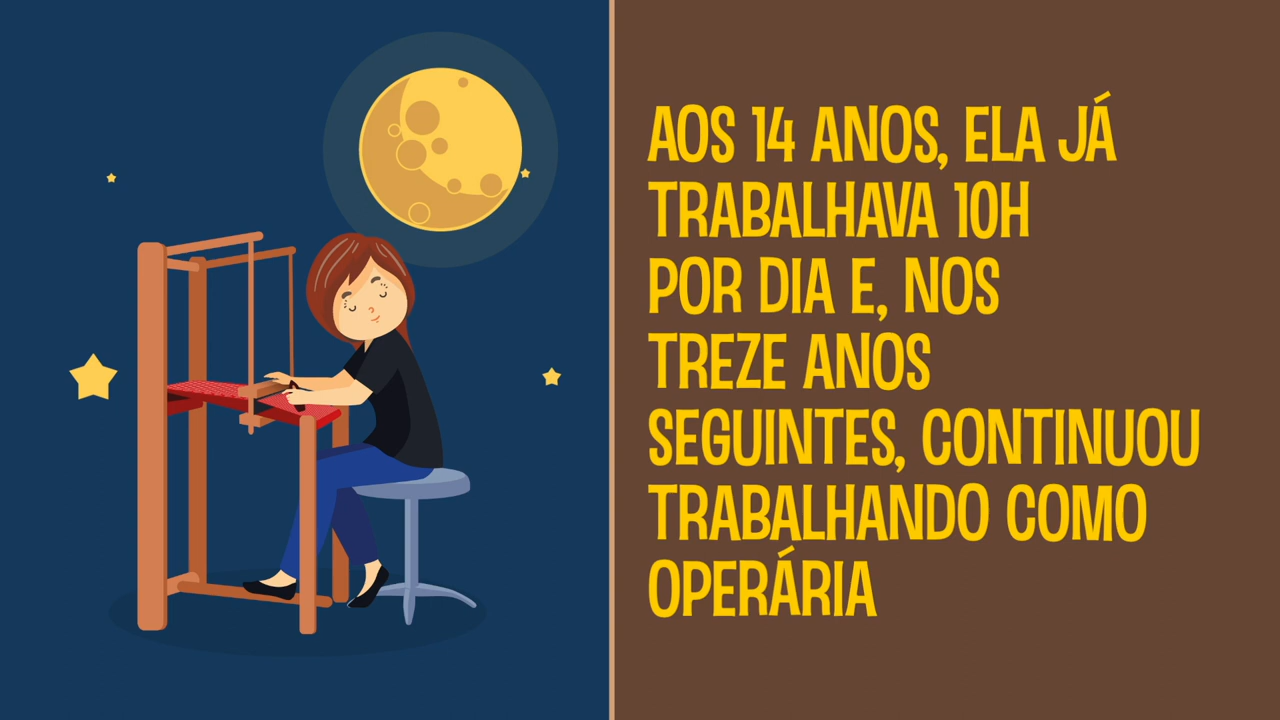 AOS 14 ANOS, ELA JÁ
TRABALHAVA 10H
POR DIA E, NOS
TREZE ANOS
SEGUINTES, CONTINUOU
TRABALHANDO COMO
OPERÁRIA